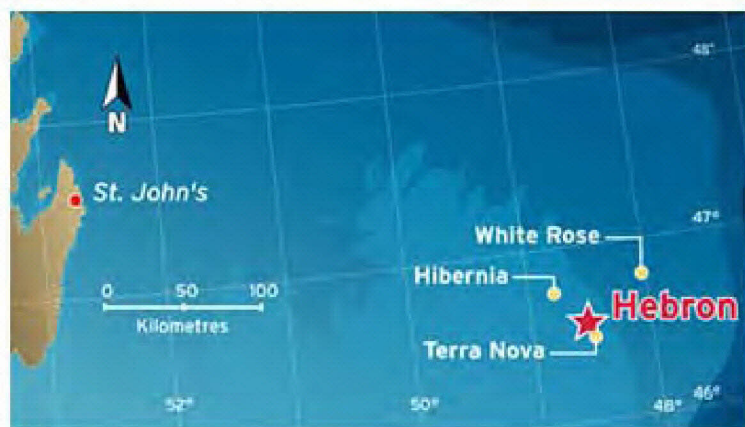 48°
N
St. John's
47°
White Rose
Hibernia
0 50 100
Hebron
Kilometres
Terra Nova
52° 50° 48° 46°